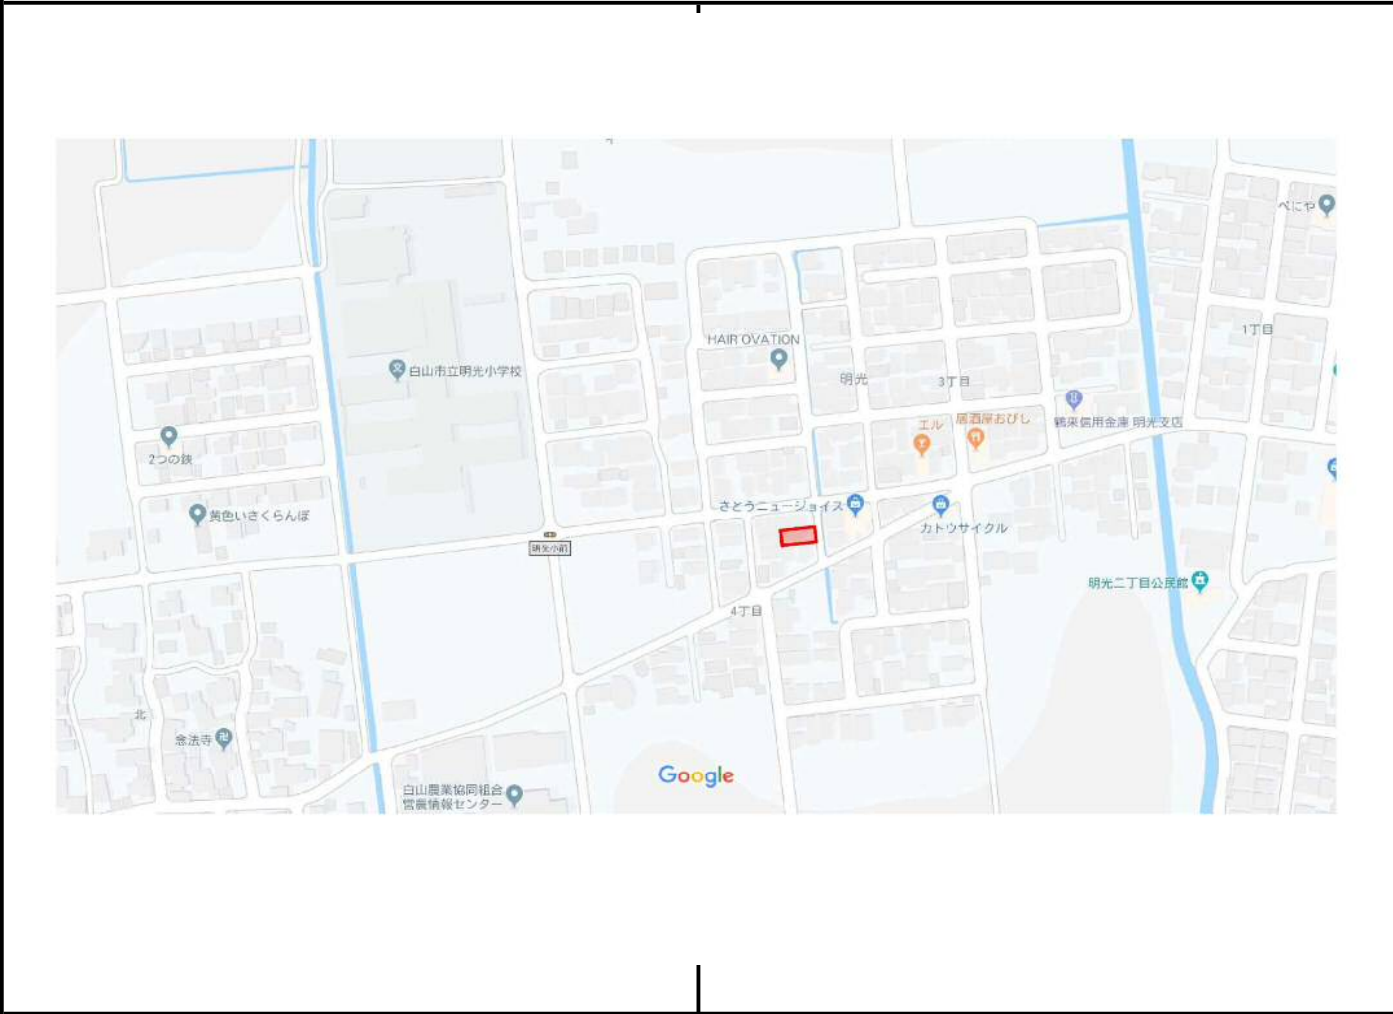 べにや
1丁目
HAIR OVATION
白山市立明光小学校
明光
3丁目
エル
居酒屋おびし
鶴来信用金庫 明光支店
2つの鋏
黄色いさくらんぼ
さとうニュージョイス
カトウサイクル
明光小前
明光二丁目公民館
4丁目
北
念法寺
Google
白山農業協同組合
営農情報センター